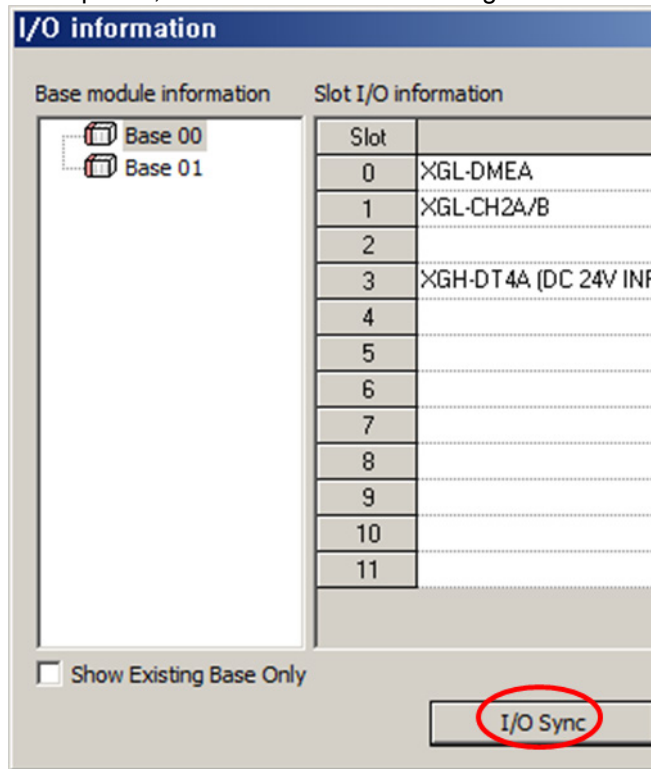 I/O information
Base module information
Slot I/O information
Base 00
Base 01
Slot
0 XGL-DMEA
1 XGL-CH2A/B
2
3 XGH-DT4A (DC 24V INP
4
5
6
7
8
9
10
11
Show Existing Base Only
I/O Sync